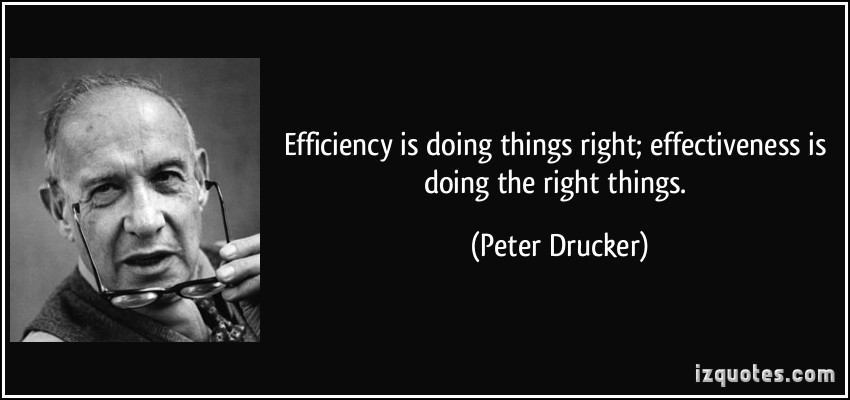 Efficiency is doing things right; effectiveness is
doing the right things.
(Peter Drucker)
izquotes.com